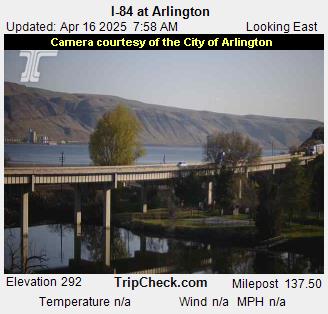 I-84 at Arlington
Updated: Apr 16 2025 7:58 AM Looking East
Camera courtesy of the City of Arlington
Elevation 292 TripCheck.com Milepost 137.50
Temperature n/a Wind n/a MPH n/a